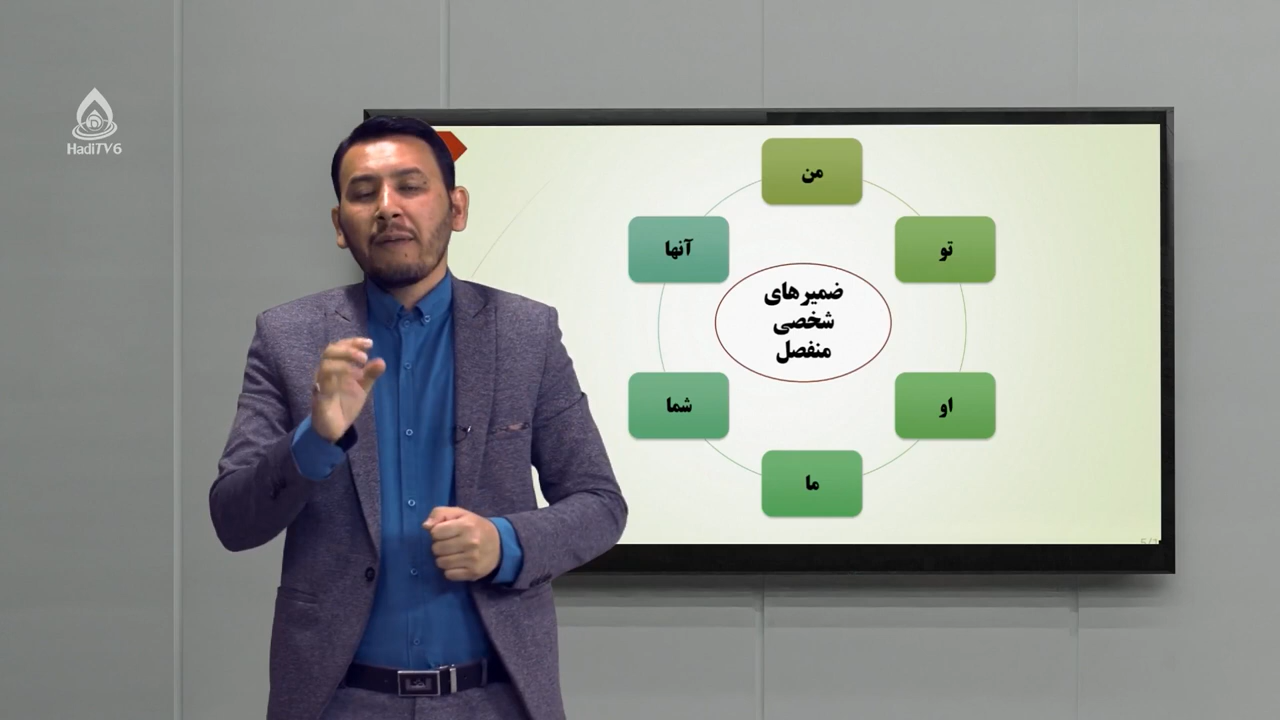 HadiTV6
من
تو
او
ما
شما
آنها
ضمیرهای
شخصی
منفصل